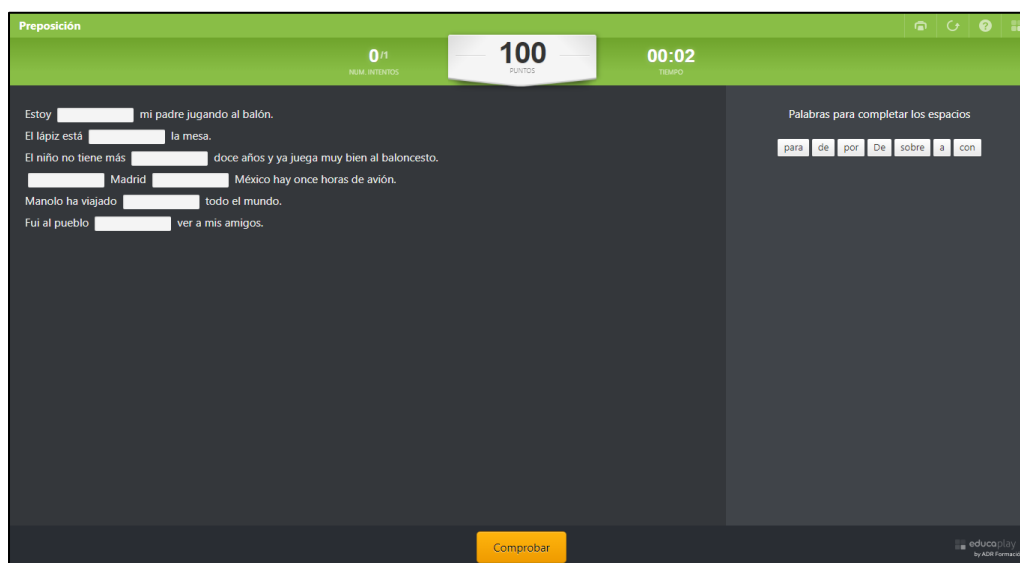 Preposición
0/1
NUM. INTENTOS
100
PUNTOS
00:02
TIEMPO
Estoy mi padre jugando al balón.
El lápiz está la mesa.
El niño no tiene más doce años y ya juega muy bien al baloncesto.
Madrid México hay once horas de avión.
Manolo ha viajado todo el mundo.
Fui al pueblo ver a mis amigos.
Palabras para completar los espacios
para de por De sobre a con
Comprobar
educaplay
by ADR Formació